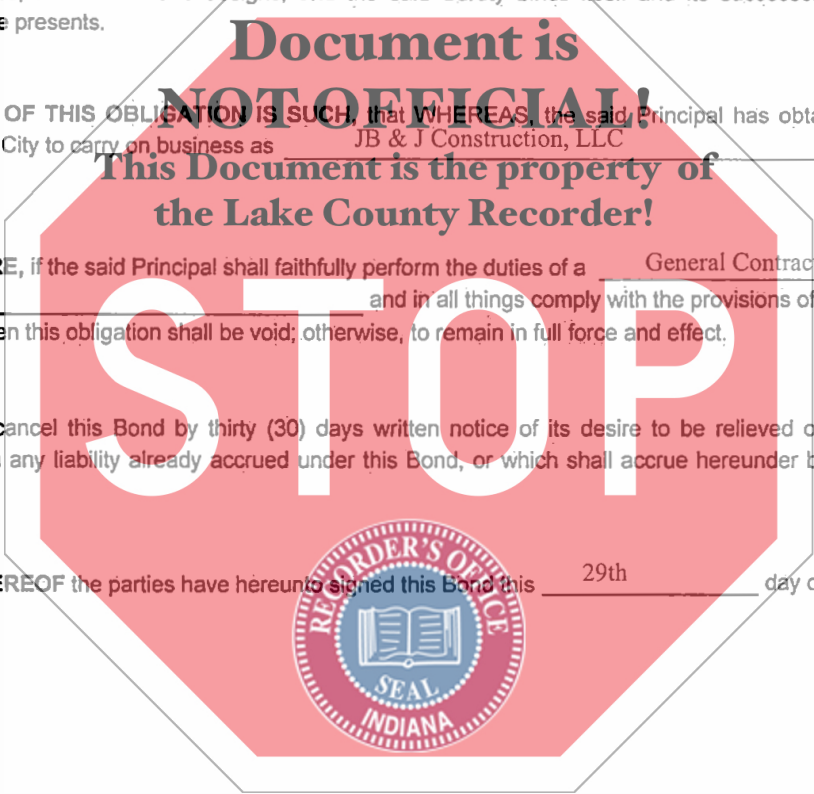 e presents.
Document is
NOT OFFICIAL!
OF THIS OBLIGATION IS SUCH, that WHEREAS, the said Principal has obta
City to carry on business as JB & J Construction, LLC
This Document is the property of
the Lake County Recorder!
RE, if the said Principal shall faithfully perform the duties of a General Contrac
and in all things comply with the provisions of
en this obligation shall be void; otherwise, to remain in full force and effect.
STOP
cancel this Bond by thirty (30) days written notice of its desire to be relieved o
any liability already accrued under this Bond, or which shall accrue hereunder b
EREOF the parties have hereunto signed this Bond this 29th day o
RECORDER'S OFFICE
SEAL
INDIANA